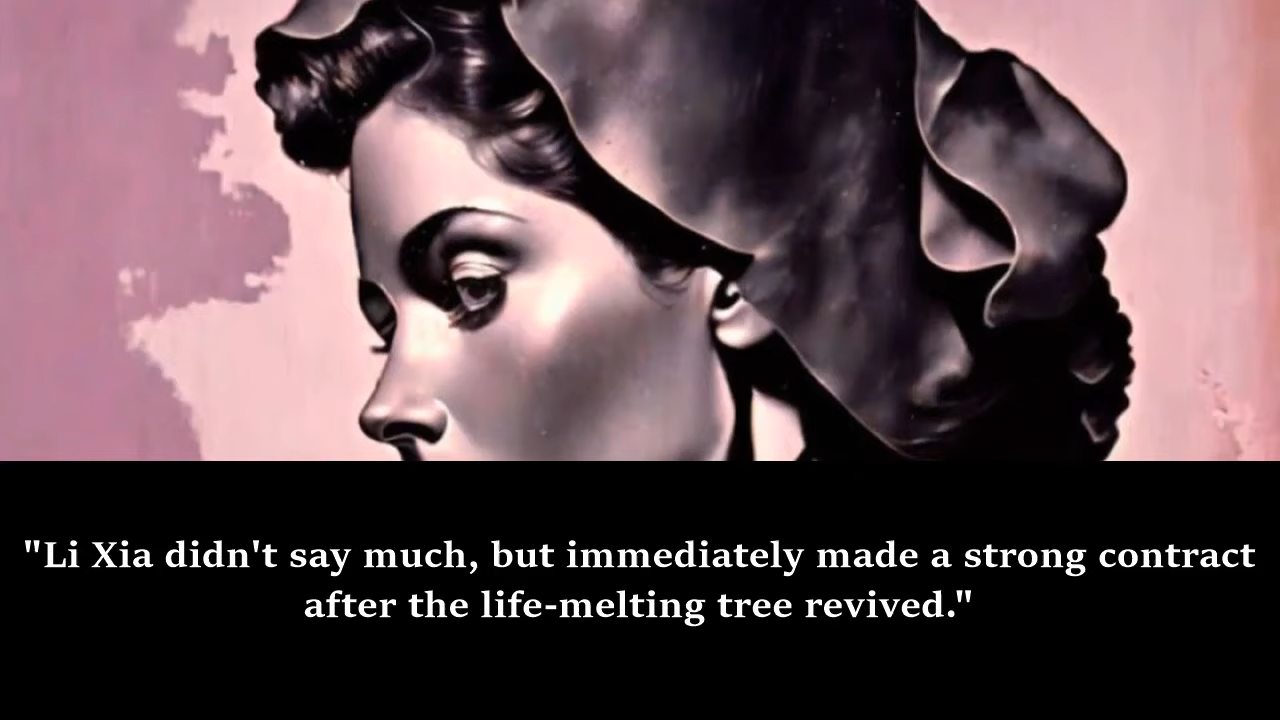 "Li Xia didn't say much, but immediately made a strong contract
after the life-melting tree revived."